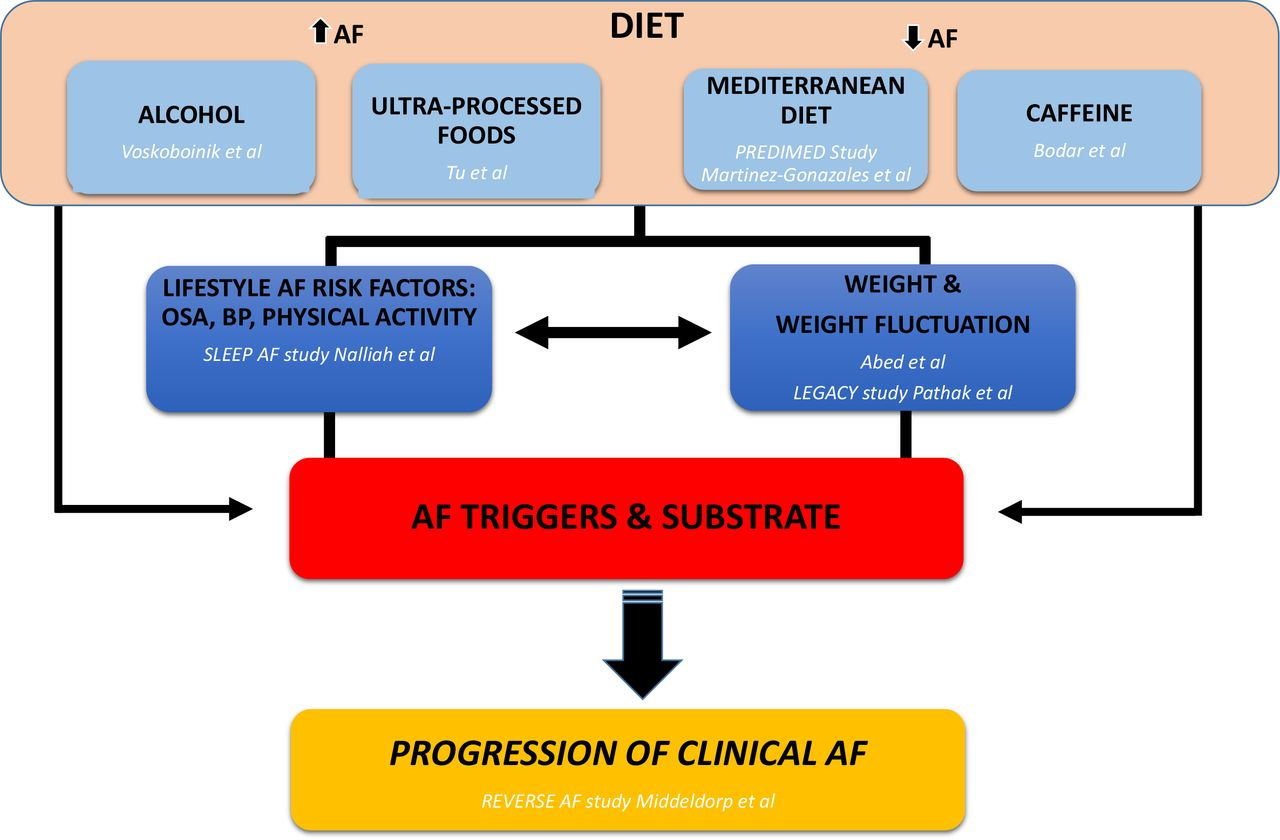 DIET
AF
AF
ALCOHOL
Voskoboinik et al
ULTRA-PROCESSED
FOODS
Tu et al
MEDITERRANEAN
DIET
PREDIMED Study
Martinez-Gonazales et al
CAFFEINE
Bodar et al
LIFESTYLE AF RISK FACTORS:
OSA, BP, PHYSICAL ACTIVITY
SLEEP AF study Nalliah et al
WEIGHT &
WEIGHT FLUCTUATION
Abed et al
LEGACY study Pathak et al
AF TRIGGERS & SUBSTRATE
PROGRESSION OF CLINICAL AF
REVERSE AF study Middeldorp et al